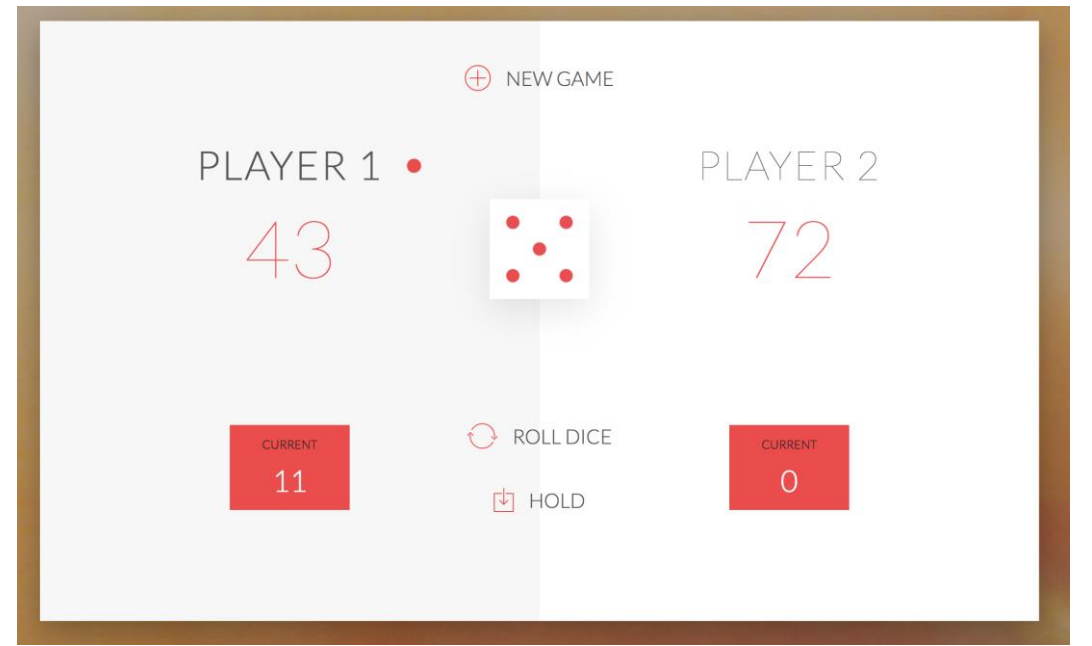 NEW GAME
PLAYER 1
43
PLAYER 2
72
ROLL DICE
HOLD
CURRENT
11
CURRENT
0